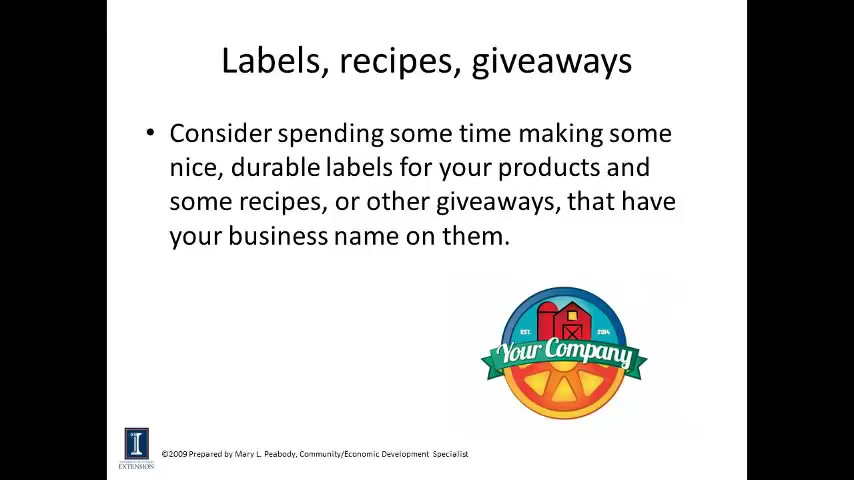 Labels, recipes, giveaways
• Consider spending some time making some
nice, durable labels for your products and
some recipes, or other giveaways, that have
your business name on them.
EST. 2014
Your Company
EXTENSION
©2009 Prepared by Mary L. Peabody, Community/Economic Development Specialist